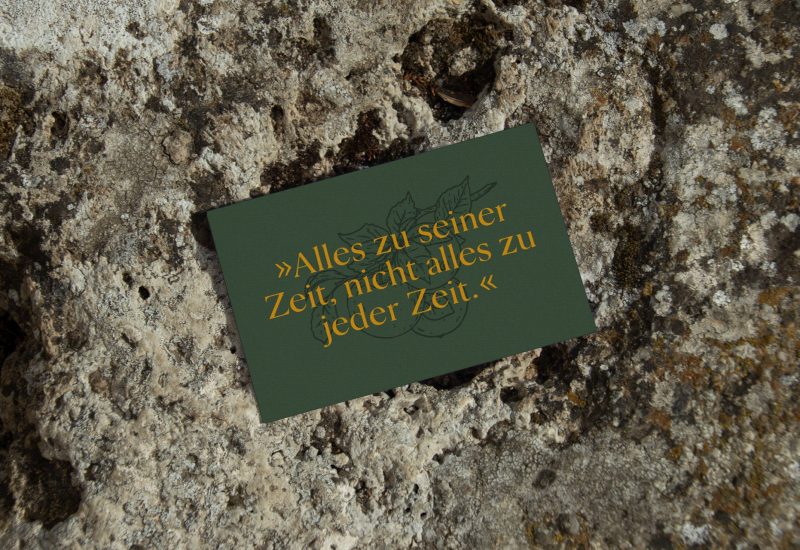 »Alles zu seiner
Zeit, nicht alles zu
jeder Zeit.«